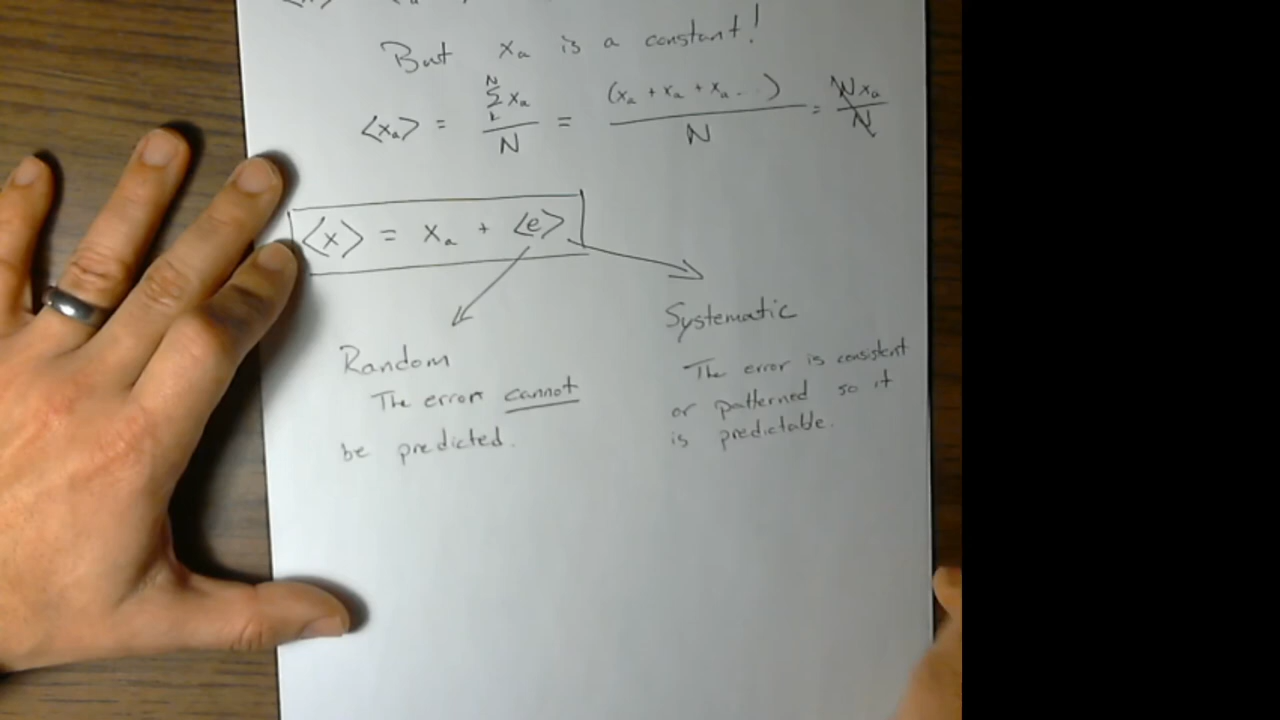 But xₐ is a constant!
⟨xₐ⟩ = N Σ 1 xₐ / N = (xₐ + xₐ + xₐ ...) / N = N xₐ / N
⟨x⟩ = xₐ + ⟨e⟩
Random
The error cannot
be predicted.
Systematic
The error is consistent
or patterned so it
is predictable.